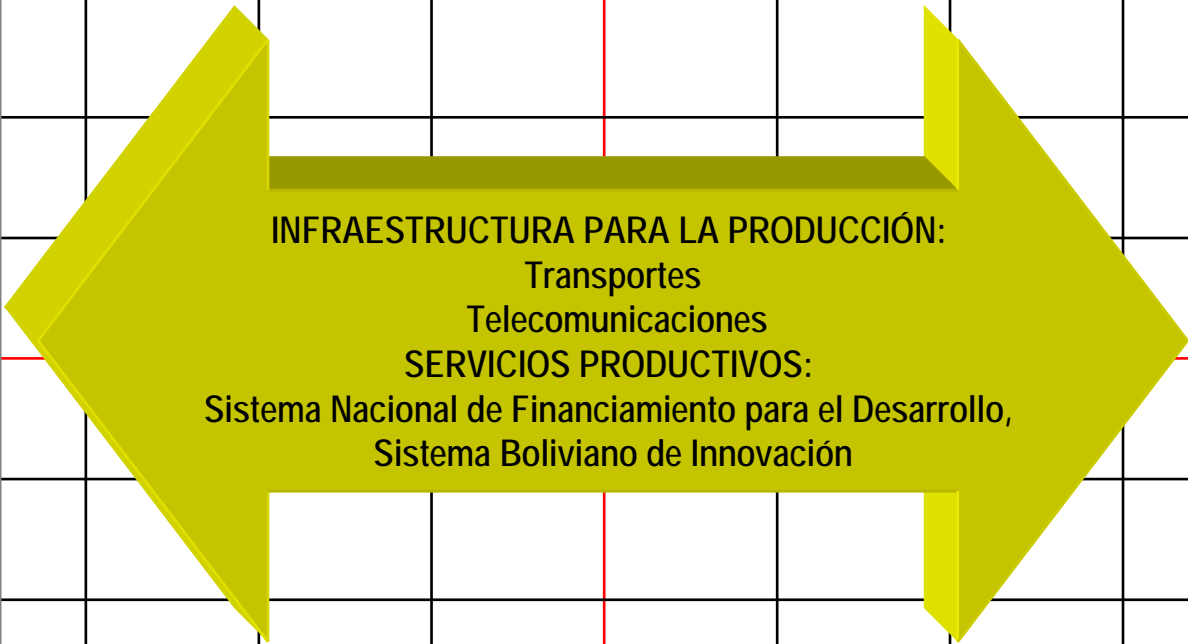 INFRAESTRUCTURA PARA LA PRODUCCIÓN:
Transportes
Telecomunicaciones
SERVICIOS PRODUCTIVOS:
Sistema Nacional de Financiamiento para el Desarrollo,
Sistema Boliviano de Innovación